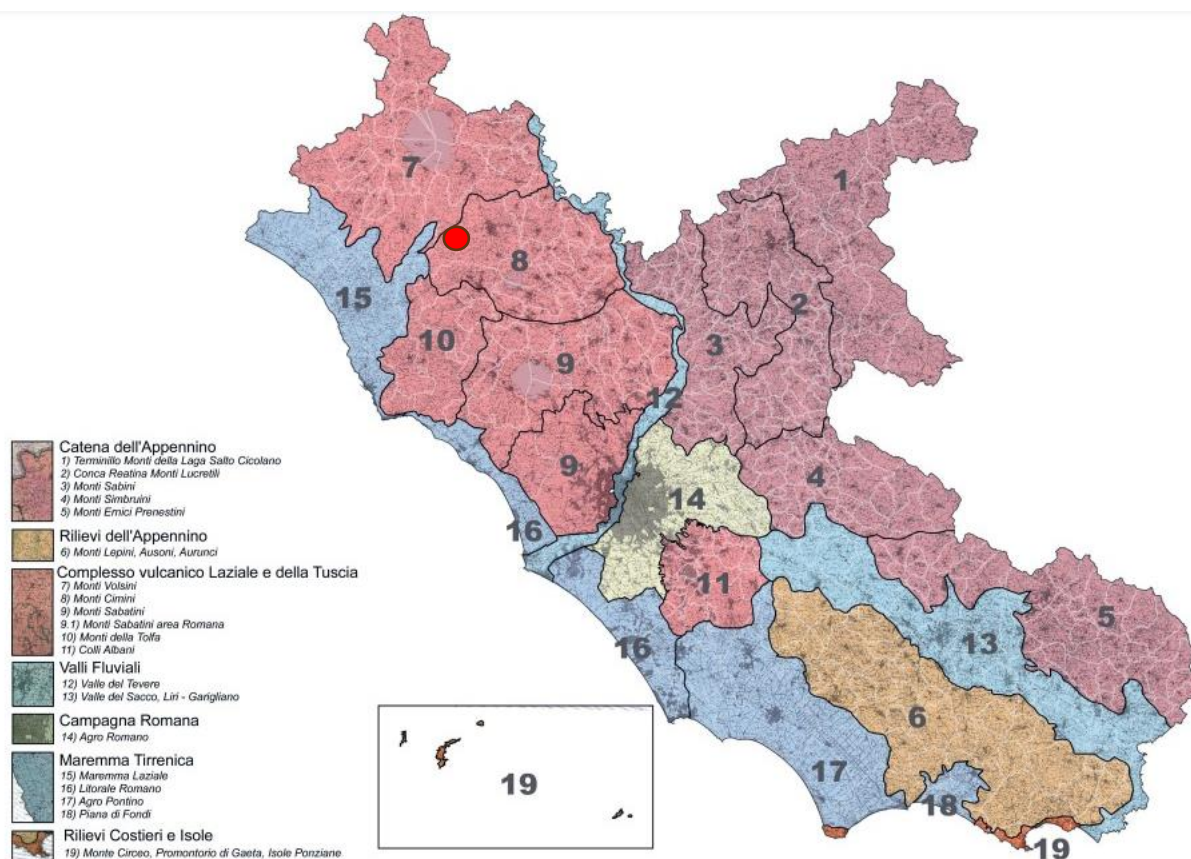 7
1
8
15
2
10
3
9
12
9
4
14
16
11
5
13
16
6
17
18
19
19
Catena dell'Appennino
1) Terminillo Monti della Laga Salto Cicolano
2) Conca Reatina Monti Lucretili
3) Monti Sabini
4) Monti Simbruini
5) Monti Ernici Prenestini
Rilievi dell'Appennino
6) Monti Lepini, Ausoni, Aurunci
Complesso vulcanico Laziale e della Tuscia
7) Monti Volsini
8) Monti Cimini
9) Monti Sabatini
9.1) Monti Sabatini area Romana
10) Monti della Tolfa
11) Colli Albani
Valli Fluviali
12) Valle del Tevere
13) Valle del Sacco, Liri - Garigliano
Campagna Romana
14) Agro Romano
Maremma Tirrenica
15) Maremma Laziale
16) Litorale Romano
17) Agro Pontino
18) Piana di Fondi
Rilievi Costieri e Isole
19) Monte Circeo, Promontorio di Gaeta, Isole Ponziane